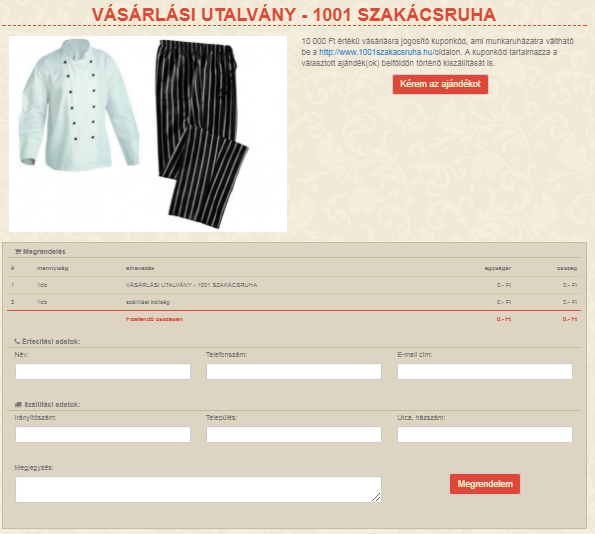 VÁSÁRLÁSI UTALVÁNY - 1001 SZAKÁCSRUHA
10 000 Ft értékű vásárlásra jogosító kuponkód, ami munkaruházatra váltható
be a http://www.1001szakacsruha.hu/oldalon. A kuponkód tartalmazza a
választott ajándék(ok) belföldön történő kiszállítását is.
Kérem az ajándékot
Megrendelés
# mennyiség elnevezés egységár összeg
1 1db VÁSÁRLÁSI UTALVÁNY - 1001 SZAKÁCSRUHA 0.- Ft 0.- Ft
2 1db szállítási költség 0.- Ft 0.- Ft
Fizetendő összesen 0.- Ft 0.- Ft
Értesítési adatok:
Név: Telefonszám: E-mail cím:
Szállítási adatok:
Irányítószám: Település: Utca, házszám:
Megjegyzés:
Megrendelem